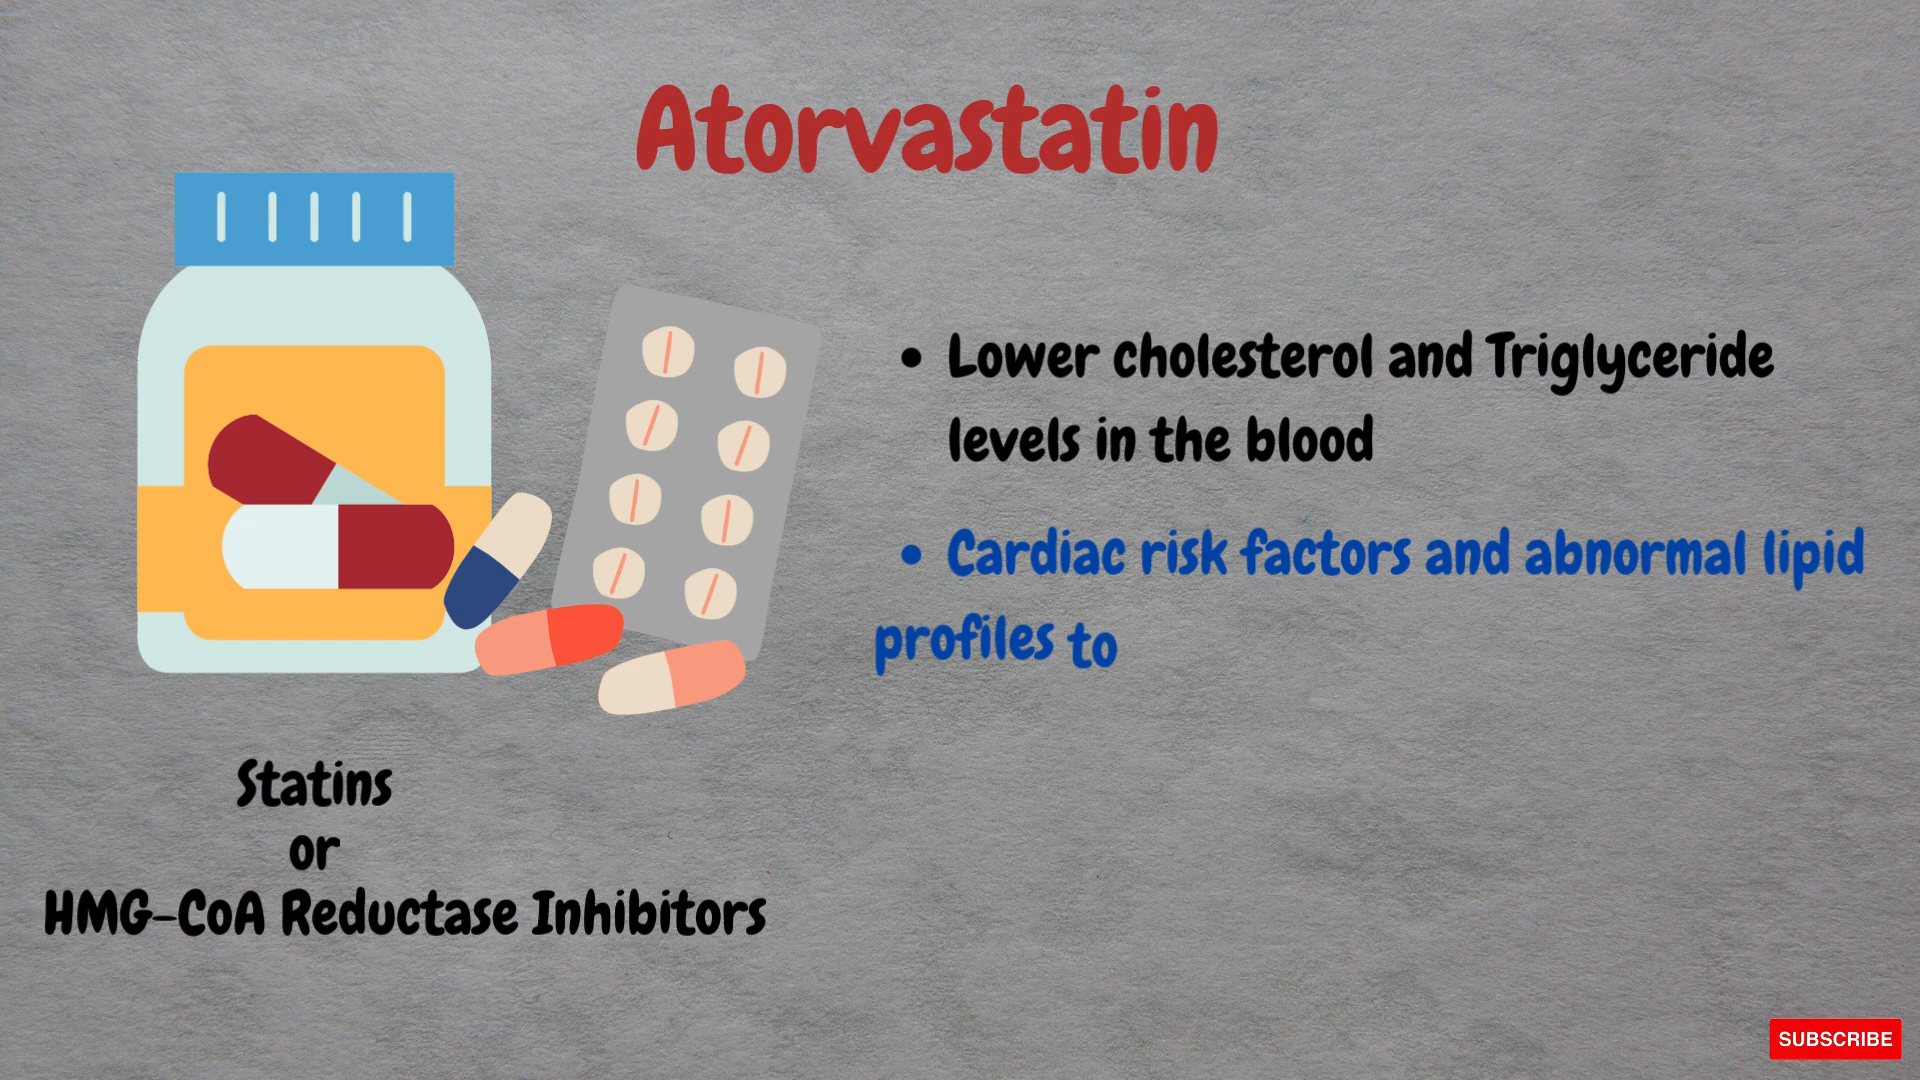 Atorvastatin
• Lower cholesterol and Triglyceride
levels in the blood
• Cardiac risk factors and abnormal lipid
profiles to
Statins
or
HMG-CoA Reductase Inhibitors
SUBSCRIBE